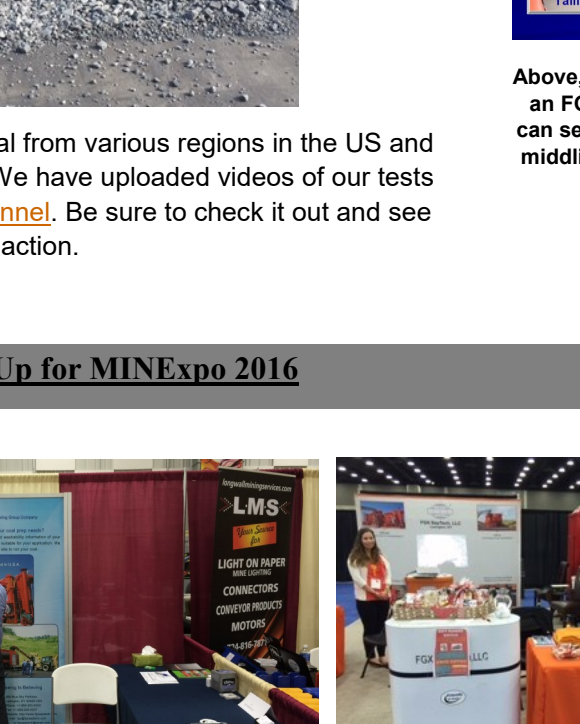 Above,
an FG
can se
middli
al from various regions in the US and
We have uploaded videos of our tests
nnel. Be sure to check it out and see
action.
Up for MINExpo 2016
longwallminingservices.com
L·M·S
Your Source
for
LIGHT ON PAPER
MINE LIGHTING
CONNECTORS
CONVEYOR PRODUCTS
MOTORS
FGX SepTech, LLC
FGX
LLC